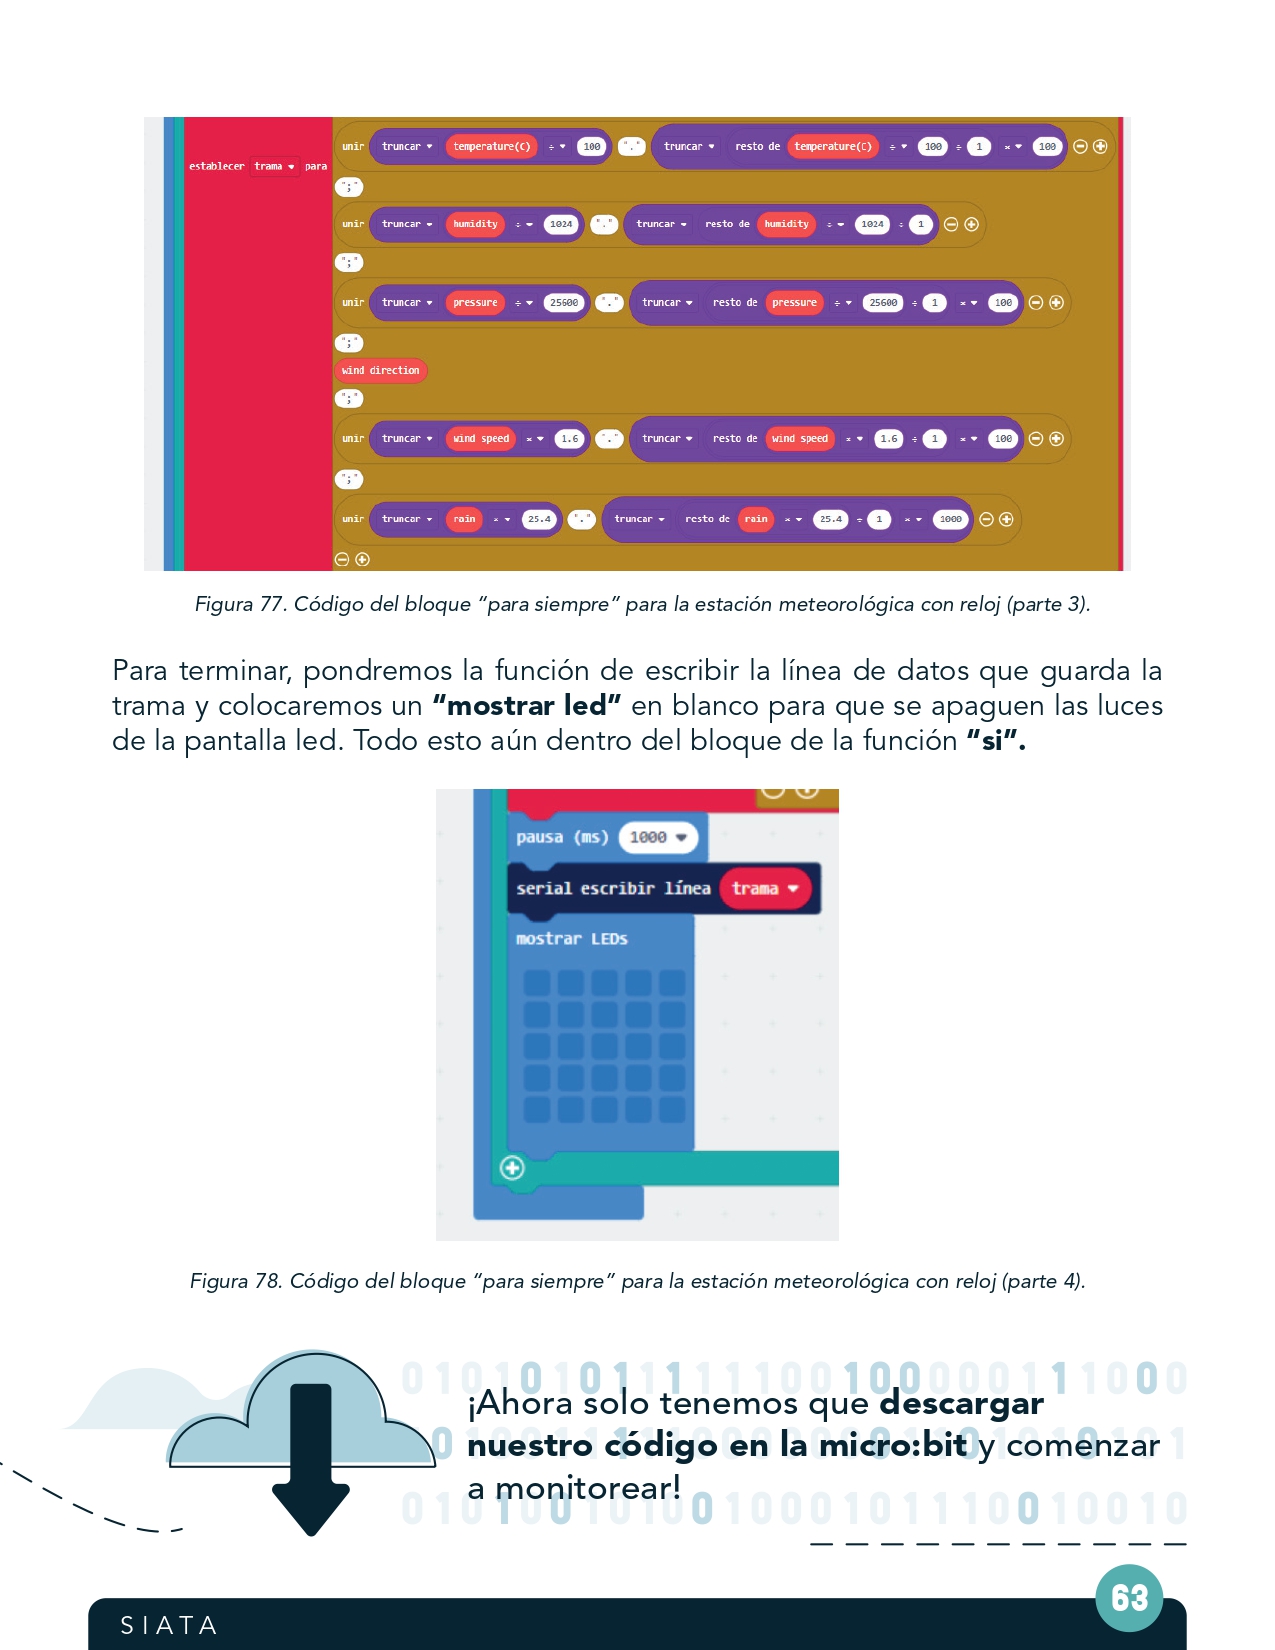 establecer trama para
unir truncar temperature(C) ÷ 100 "." truncar resto de temperature(C) ÷ 100 ÷ 1 × 100
";"
unir truncar humidity ÷ 1024 "." truncar resto de humidity ÷ 1024 ÷ 1
";"
unir truncar pressure ÷ 25600 "." truncar resto de pressure ÷ 25600 ÷ 1 × 100
";"
wind direction
";"
unir truncar wind speed × 1.6 "." truncar resto de wind speed × 1.6 ÷ 1 × 100
";"
unir truncar rain × 25.4 "." truncar resto de rain × 25.4 ÷ 1 × 1000
Figura 77. Código del bloque “para siempre” para la estación meteorológica con reloj (parte 3).
Para terminar, pondremos la función de escribir la línea de datos que guarda la
trama y colocaremos un “mostrar led” en blanco para que se apaguen las luces
de la pantalla led. Todo esto aún dentro del bloque de la función “si”.
pausa (ms) 1000
serial escribir línea trama
mostrar LEDs
Figura 78. Código del bloque “para siempre” para la estación meteorológica con reloj (parte 4).
¡Ahora solo tenemos que descargar
nuestro código en la micro:bit y comenzar
a monitorear!
63
SIATA